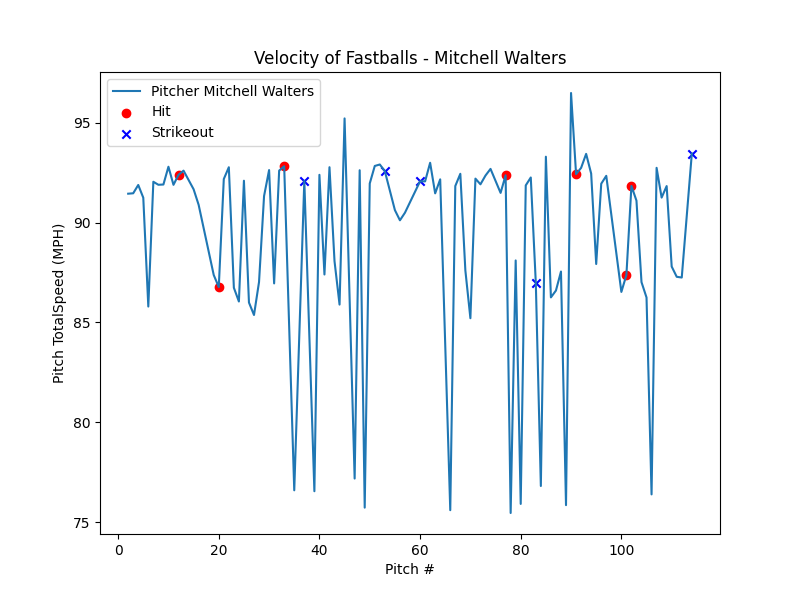 Velocity of Fastballs - Mitchell Walters
Pitcher Mitchell Walters
Hit
Strikeout
Pitch TotalSpeed (MPH)
95
90
85
80
75
0 20 40 60 80 100
Pitch #